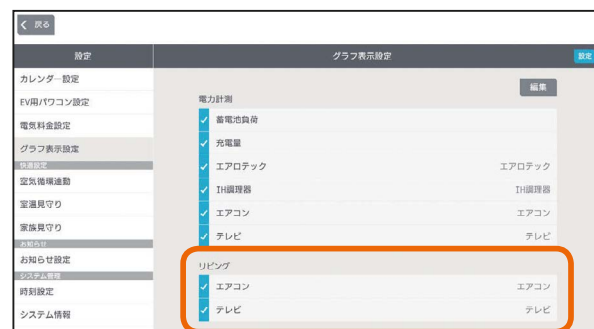 戻る
設定
グラフ表示設定
設定
カレンダー設定
EV用パワコン設定
電気料金設定
グラフ表示設定
快適設定
空気循環連動
室温見守り
家族見守り
お知らせ
お知らせ設定
システム管理
時刻設定
システム情報
編集
電力計測
蓄電池負荷
充電量
エアロテック エアロテック
IH調理器 IH調理器
エアコン エアコン
テレビ テレビ
リビング
エアコン エアコン
テレビ テレビ